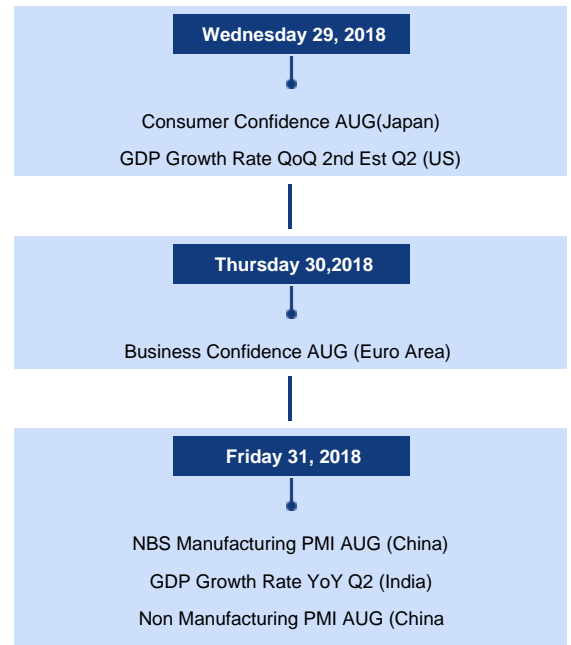 Wednesday 29, 2018
Consumer Confidence AUG(Japan)
GDP Growth Rate QoQ 2nd Est Q2 (US)
Thursday 30,2018
Business Confidence AUG (Euro Area)
Friday 31, 2018
NBS Manufacturing PMI AUG (China)
GDP Growth Rate YoY Q2 (India)
Non Manufacturing PMI AUG (China